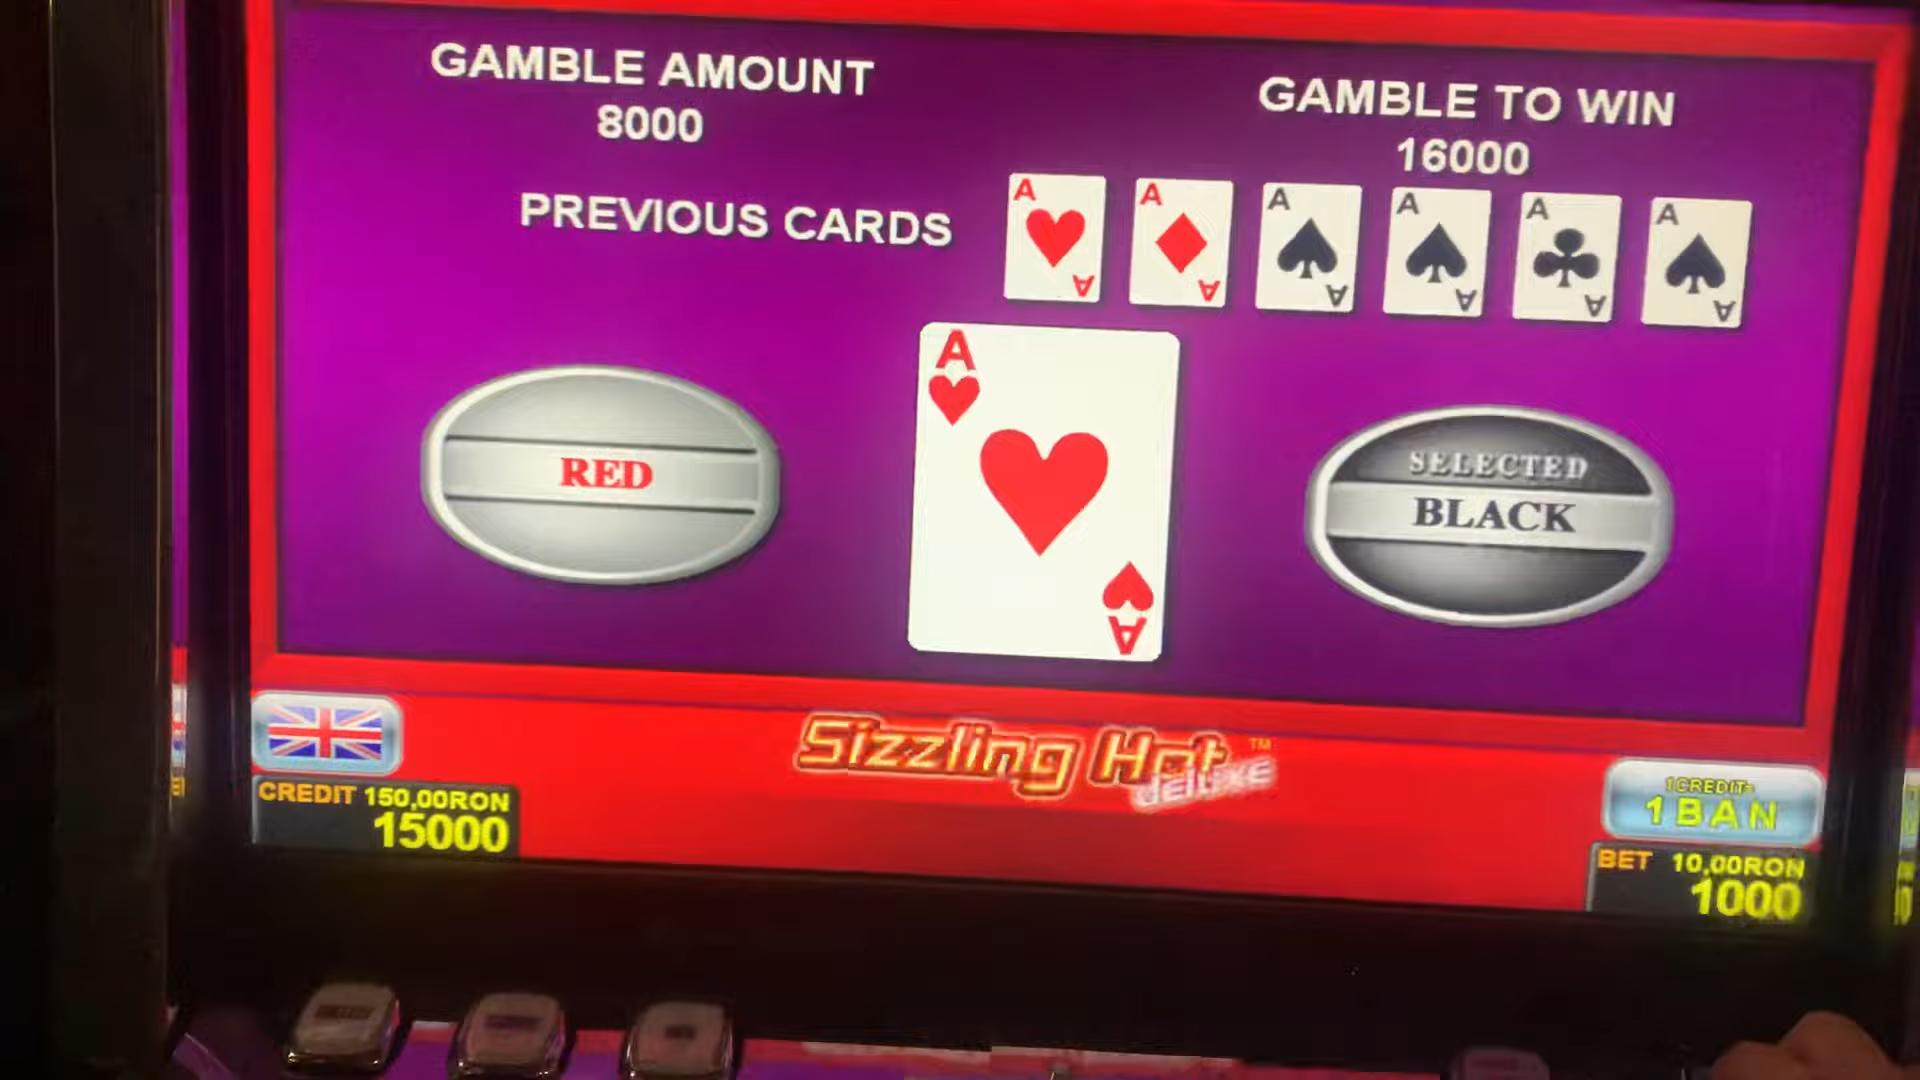 GAMBLE AMOUNT
8000
GAMBLE TO WIN
16000
PREVIOUS CARDS
A
A
A
A
A
A
A
A
A
A
A
A
A
A
RED
SELECTED
BLACK
Sizzling Hot ™
deluxe
CREDIT 150,00RON
15000
1CREDIT=
1 BAN
BET 10,00RON
1000